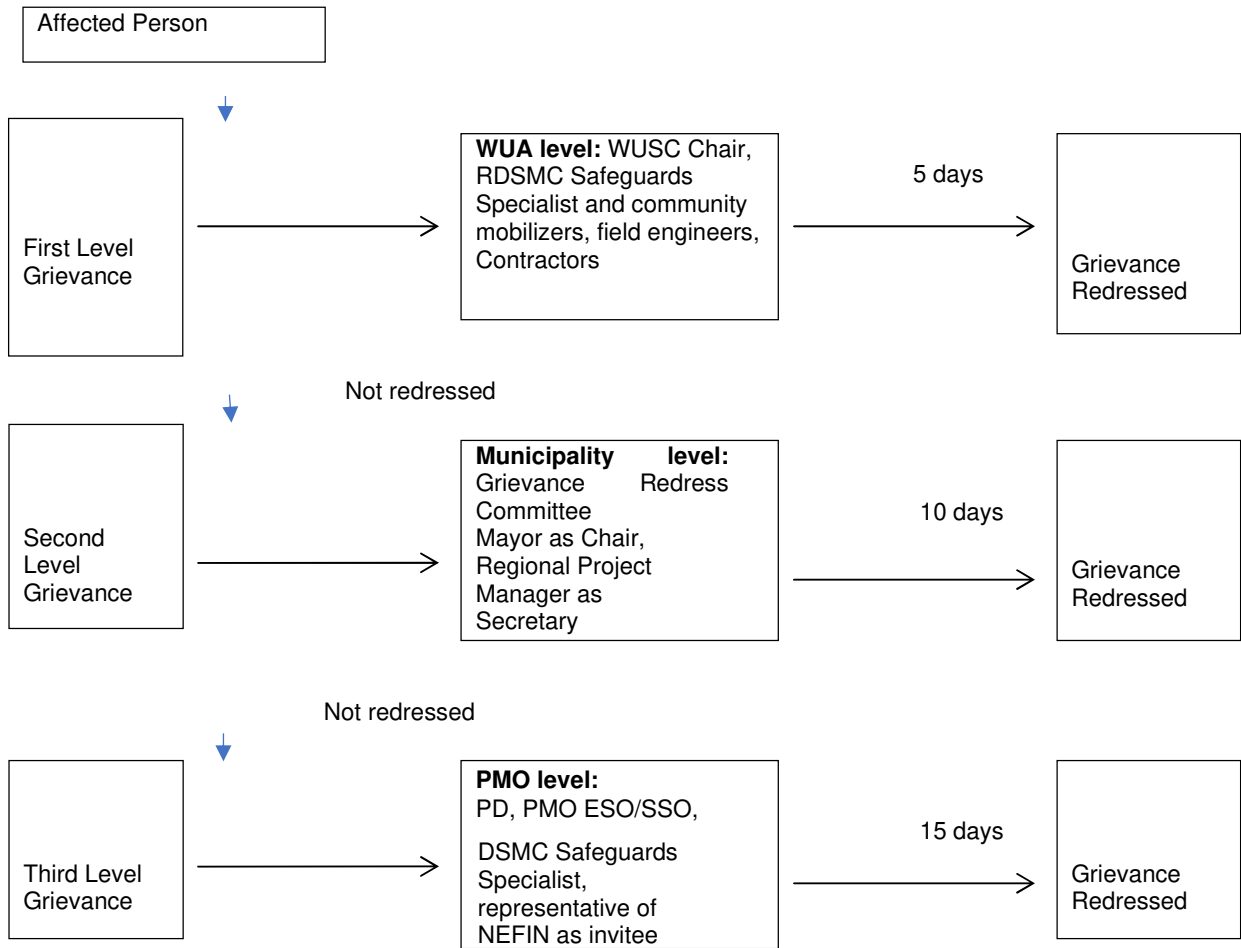 Affected Person
First Level
Grievance
WUA level: WUSC Chair,
RDSMC Safeguards
Specialist and community
mobilizers, field engineers,
Contractors
5 days
Grievance
Redressed
Not redressed
Second
Level
Grievance
Municipality level:
Grievance Redress
Committee
Mayor as Chair,
Regional Project
Manager as
Secretary
10 days
Grievance
Redressed
Not redressed
Third Level
Grievance
PMO level:
PD, PMO ESO/SSO,
DSMC Safeguards
Specialist,
representative of
NEFIN as invitee
15 days
Grievance
Redressed